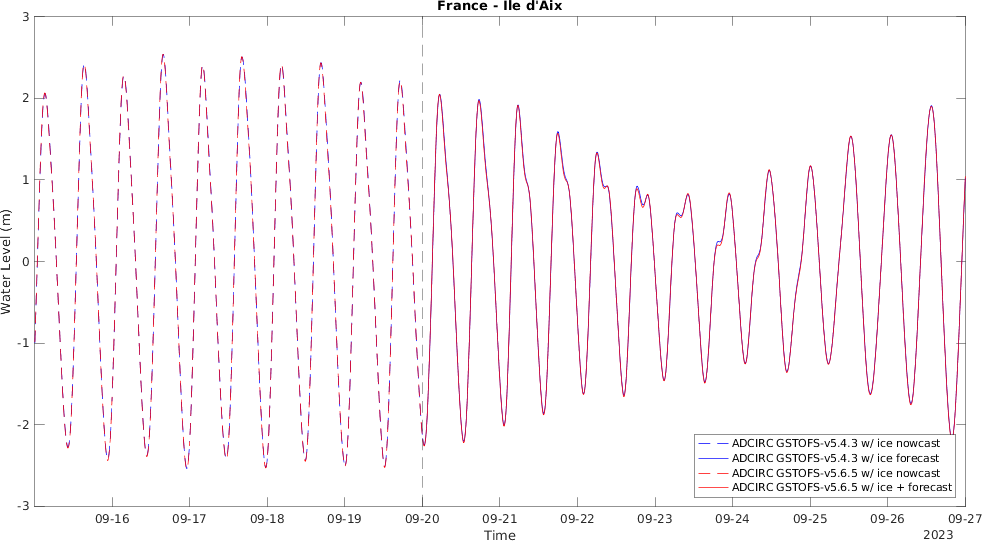 France - Ile d'Aix
3
2
1
0
-1
-2
-3
Water Level (m)
09-16 09-17 09-18 09-19 09-20 09-21 09-22 09-23 09-24 09-25 09-26 09-27
Time
2023
ADCIRC GSTOFS-v5.4.3 w/ ice nowcast
ADCIRC GSTOFS-v5.4.3 w/ ice forecast
ADCIRC GSTOFS-v5.6.5 w/ ice nowcast
ADCIRC GSTOFS-v5.6.5 w/ ice + forecast